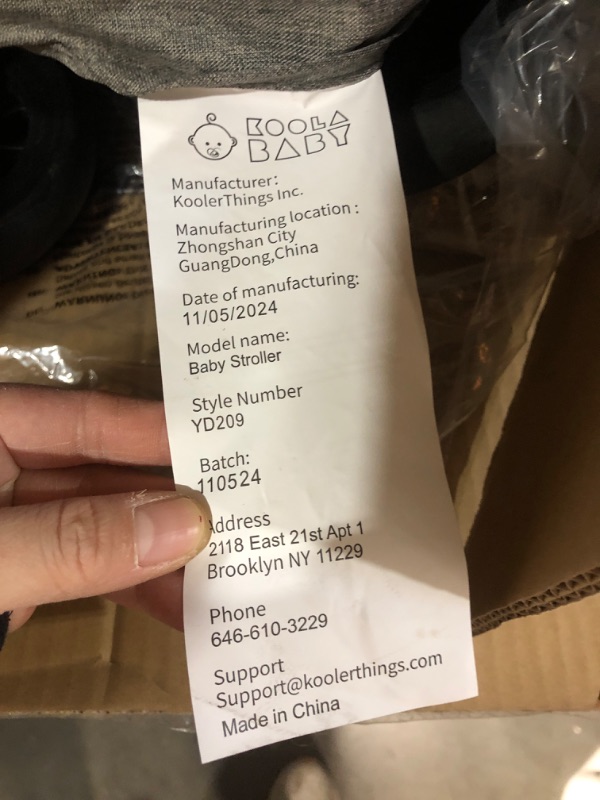 KOOLA
BABY
Manufacturer:
KoolerThings Inc.
Manufacturing location :
Zhongshan City
GuangDong,China
Date of manufacturing:
11/05/2024
Model name:
Baby Stroller
Style Number
YD209
Batch:
110524
Address
2118 East 21st Apt 1
Brooklyn NY 11229
Phone
646-610-3229
Support
Support@koolerthings.com
Made in China